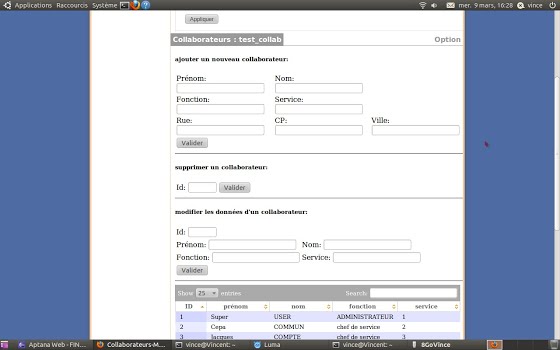 Applications Raccourcis Système mer. 9 mars, 16:28 vince
Appliquer
Collaborateurs : test_collab Option
ajouter un nouveau collaborateur:
Prénom: Nom:
Fonction: Service:
Rue: CP: Ville:
Valider
supprimer un collaborateur:
Id: Valider
modifier les données d'un collaborateur:
Id:
Prénom: Nom:
Fonction: Service:
Valider
Show 25 entries Search:
ID prénom nom fonction service
1 Super USER ADMINISTRATEUR 1
2 Cepa COMMUN chef de service 2
3 Jacques COMPTE chef de service 3
Aptana Web - FIN... Collaborateurs-M... vince@Vincent: ~ Luma vince@Vincent: ~ 8GoVince